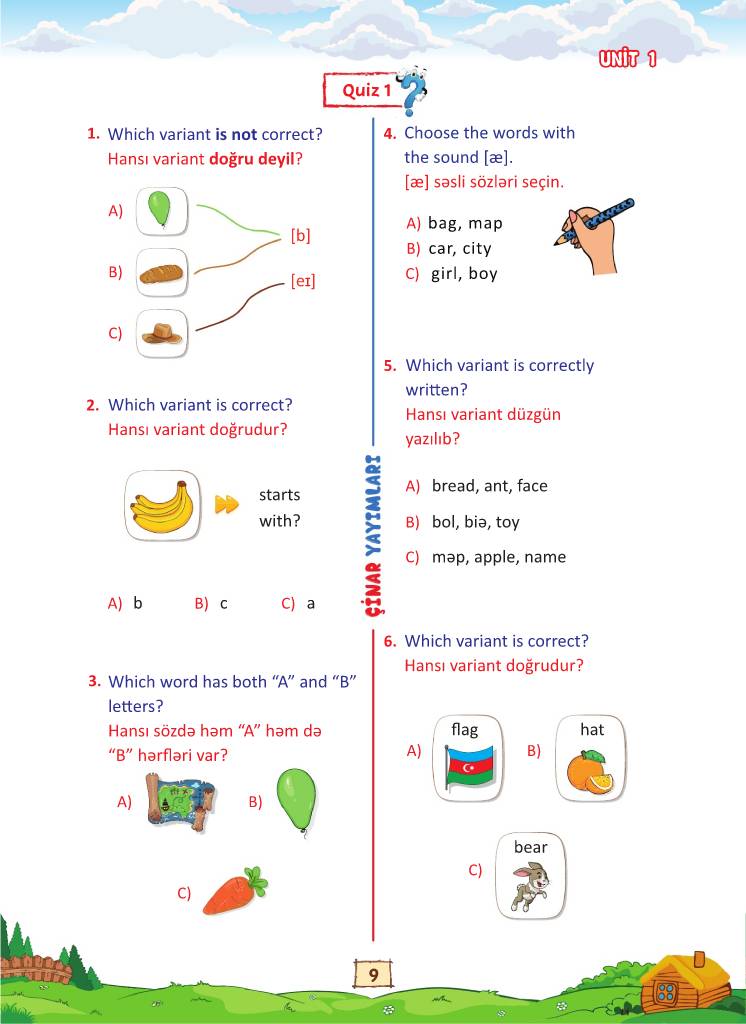 UNİT 1
Quiz 1
1. Which variant is not correct?
Hansı variant doğru deyil?
A)
[b]
B)
[eɪ]
C)
2. Which variant is correct?
Hansı variant doğrudur?
starts
with?
A) b B) c C) a
3. Which word has both “A” and “B”
letters?
Hansı sözdə həm “A” həm də
“B” hərfləri var?
A) B)
C)
ÇİNAR YAYIMLARI
4. Choose the words with
the sound [æ].
[æ] səsli sözləri seçin.
A) bag, map
B) car, city
C) girl, boy
5. Which variant is correctly
written?
Hansı variant düzgün
yazılıb?
A) bread, ant, face
B) bol, biə, toy
C) məp, apple, name
6. Which variant is correct?
Hansı variant doğrudur?
flag hat
A) B)
bear
C)
9